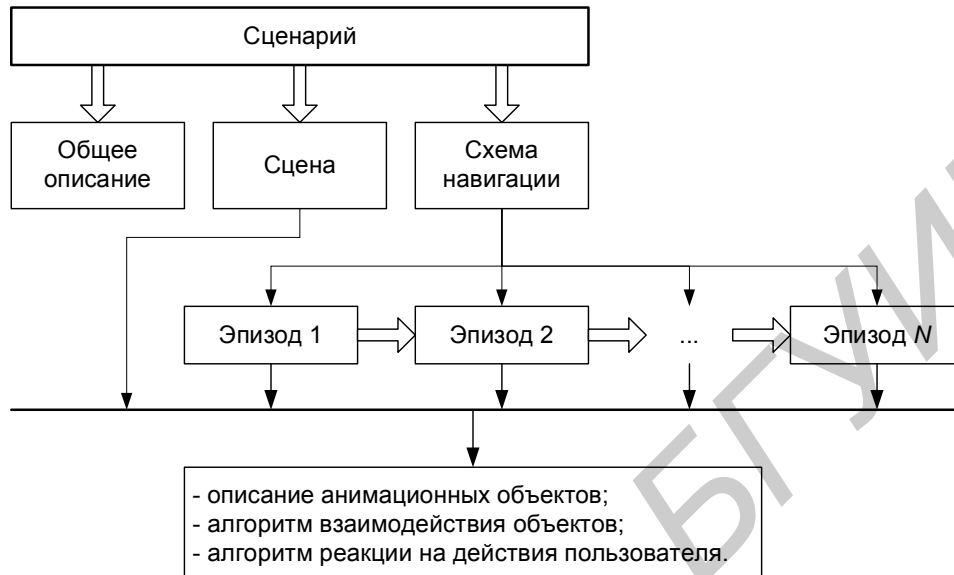 Сценарий
Общее
описание
Сцена
Схема
навигации
Эпизод 1
Эпизод 2
...
Эпизод N
- описание анимационных объектов;
- алгоритм взаимодействия объектов;
- алгоритм реакции на действия пользователя.
БГУИ